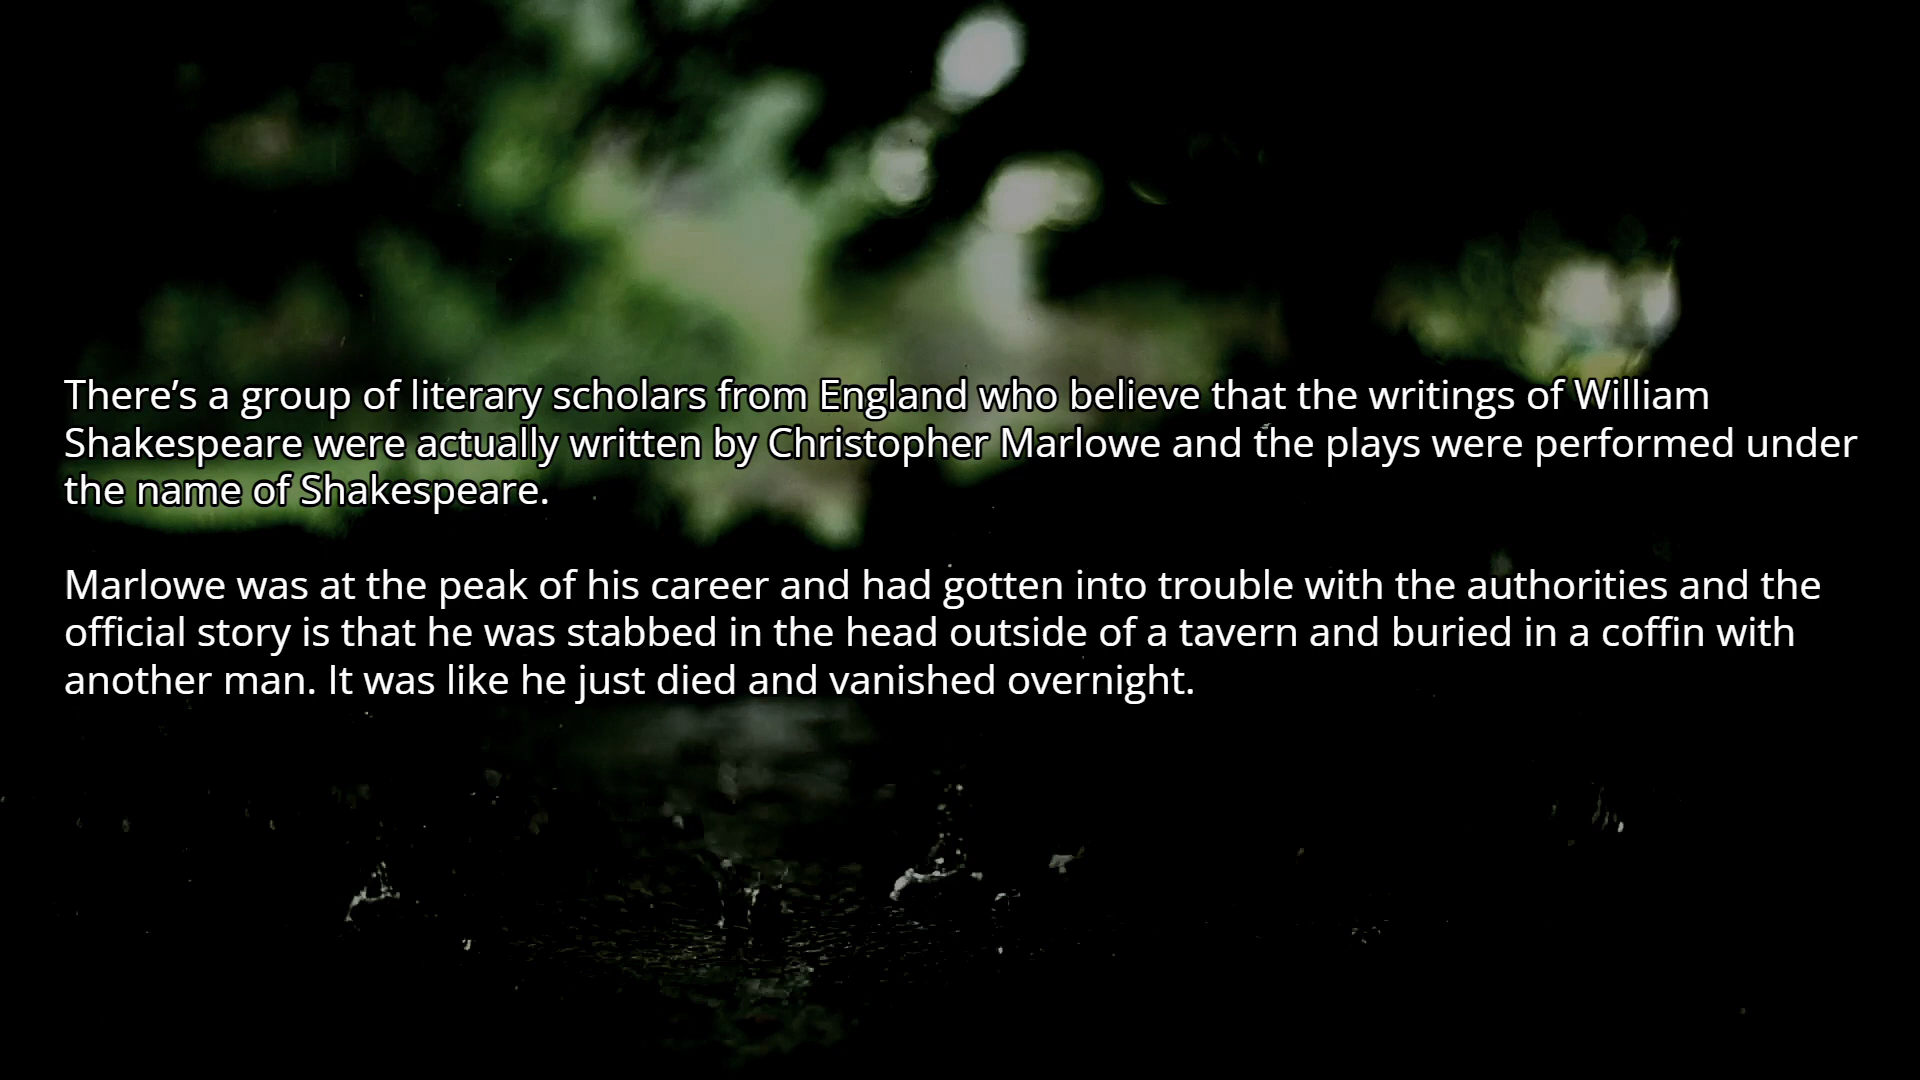 There’s a group of literary scholars from England who believe that the writings of William
Shakespeare were actually written by Christopher Marlowe and the plays were performed under
the name of Shakespeare.
Marlowe was at the peak of his career and had gotten into trouble with the authorities and the
official story is that he was stabbed in the head outside of a tavern and buried in a coffin with
another man. It was like he just died and vanished overnight.